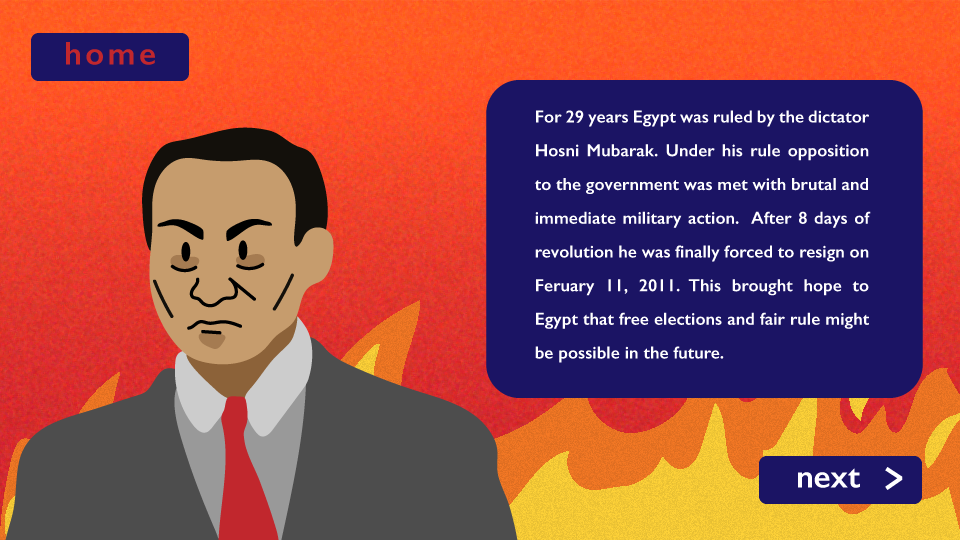 home
For 29 years Egypt was ruled by the dictator
Hosni Mubarak. Under his rule opposition
to the government was met with brutal and
immediate military action. After 8 days of
revolution he was finally forced to resign on
Feruary 11, 2011. This brought hope to
Egypt that free elections and fair rule might
be possible in the future.
next >